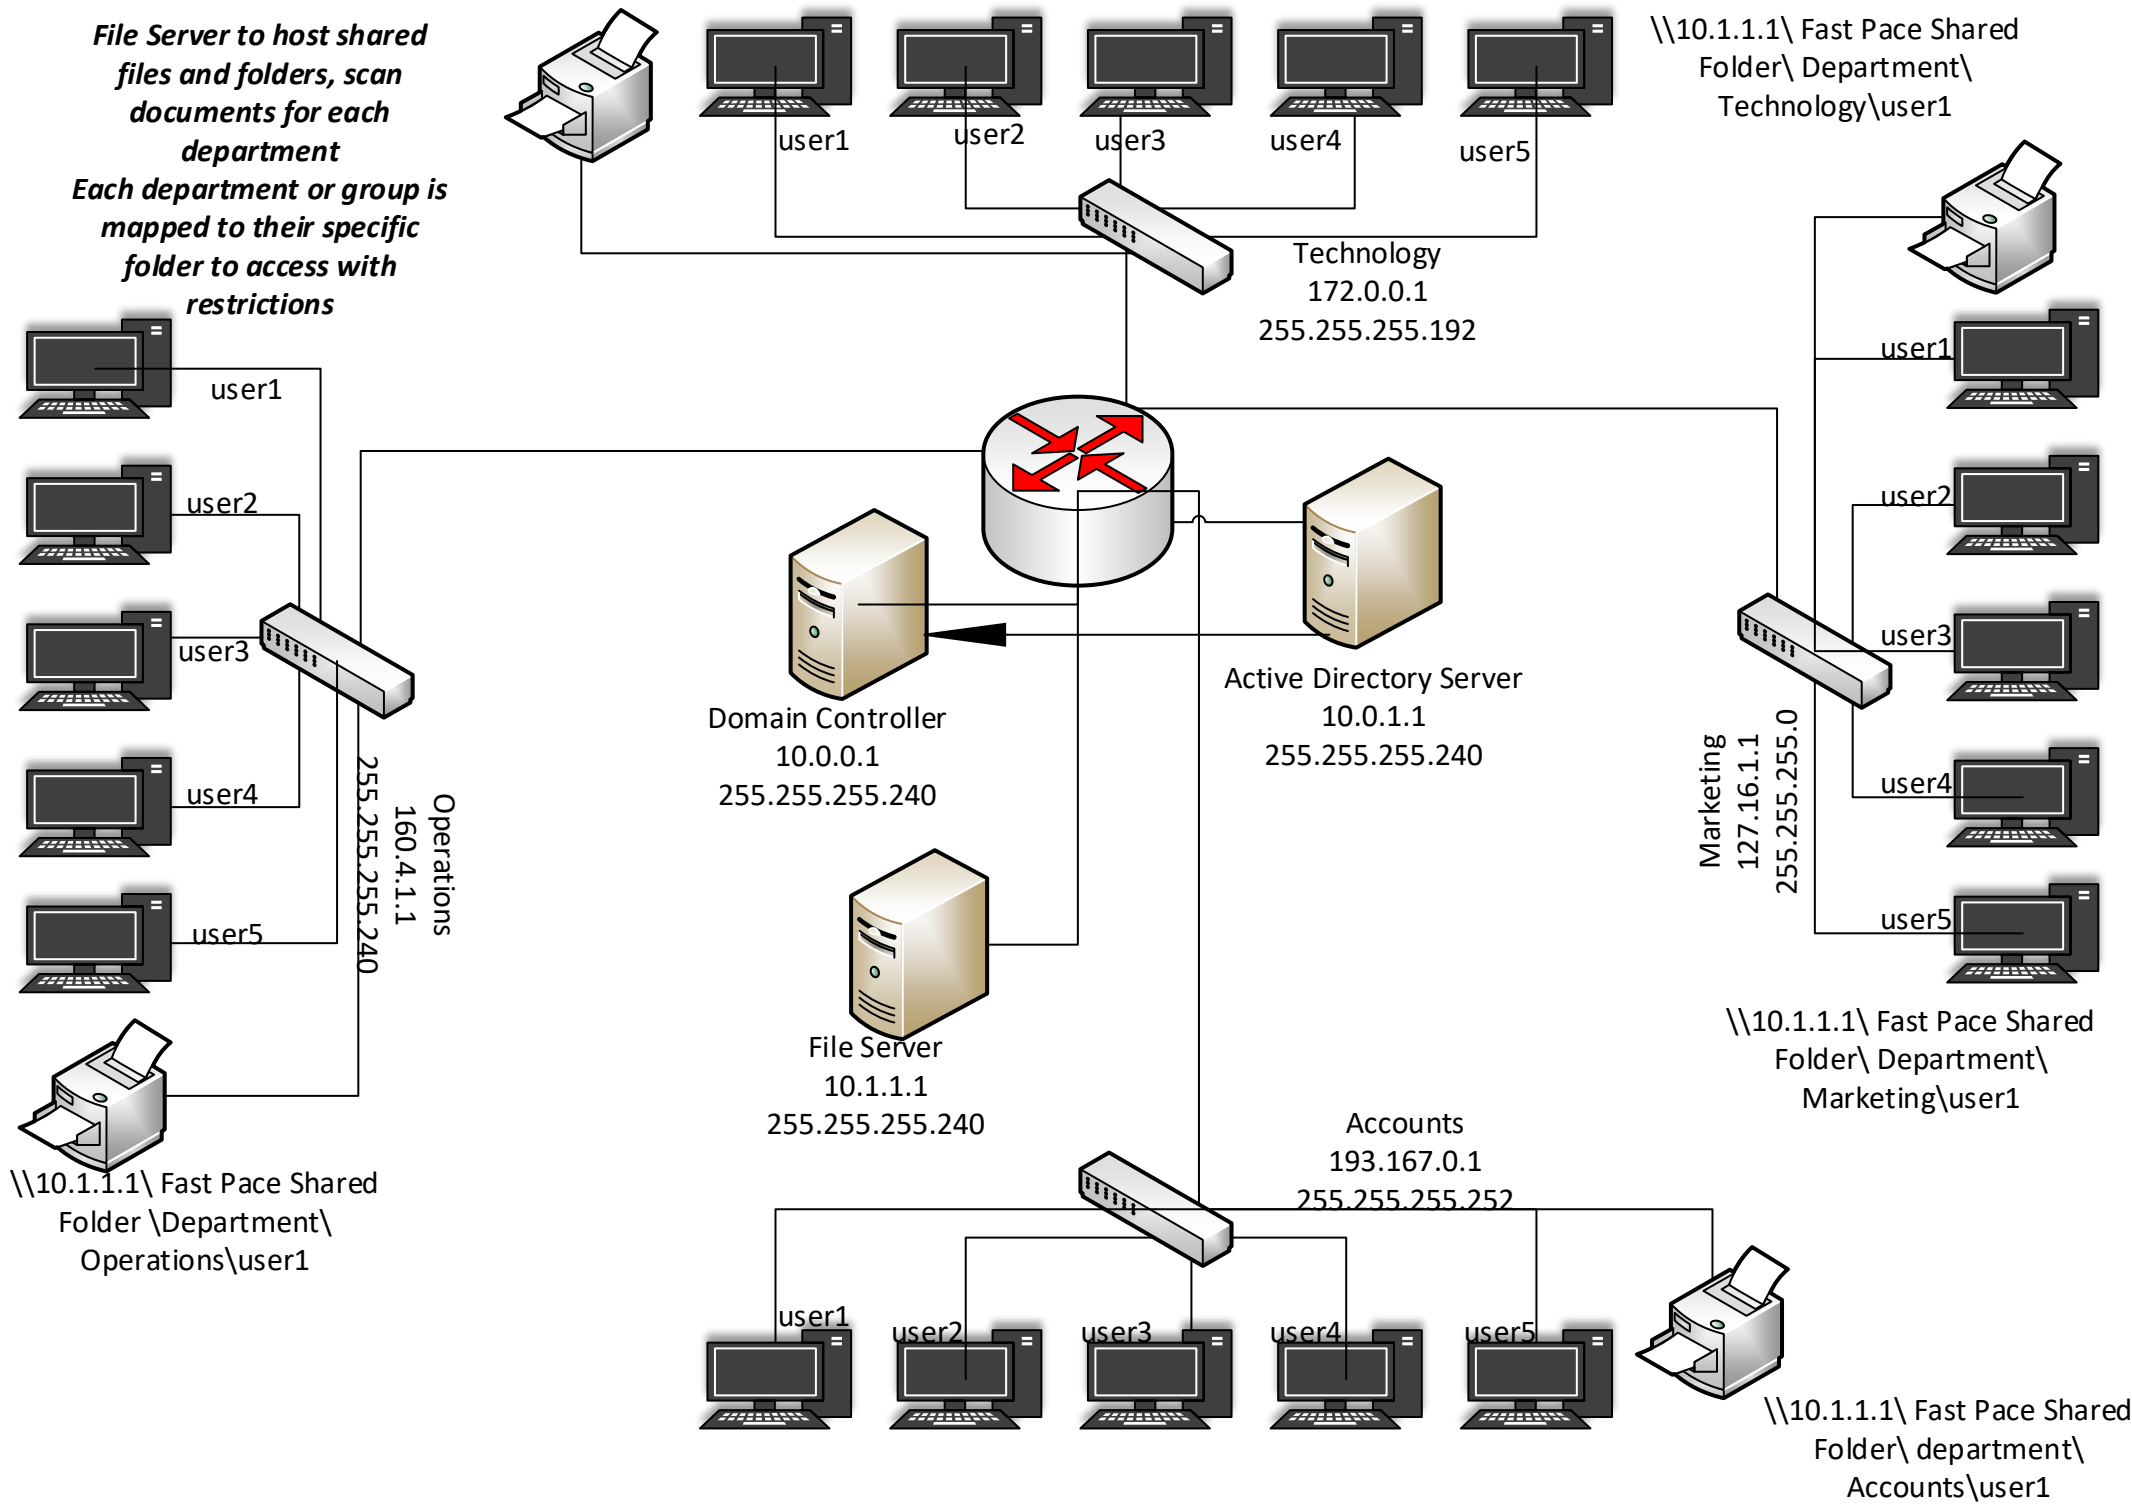 File Server to host shared
files and folders, scan
documents for each
department
Each department or group is
mapped to their specific
folder to access with
restrictions
user1
user2
user3
user4
user5
\\10.1.1.1\ Fast Pace Shared
Folder\ Department\
Technology\user1
Technology
172.0.0.1
255.255.255.192
user1
user2
user3
user4
user5
Operations
160.4.1.1
255.255.255.240
\\10.1.1.1\ Fast Pace Shared
Folder \Department\
Operations\user1
Domain Controller
10.0.0.1
255.255.255.240
Active Directory Server
10.0.1.1
255.255.255.240
File Server
10.1.1.1
255.255.255.240
user1
user2
user3
user4
user5
Marketing
127.16.1.1
255.255.255.0
\\10.1.1.1\ Fast Pace Shared
Folder\ Department\
Marketing\user1
Accounts
193.167.0.1
255.255.255.252
user1
user2
user3
user4
user5
\\10.1.1.1\ Fast Pace Shared
Folder\ department\
Accounts\user1